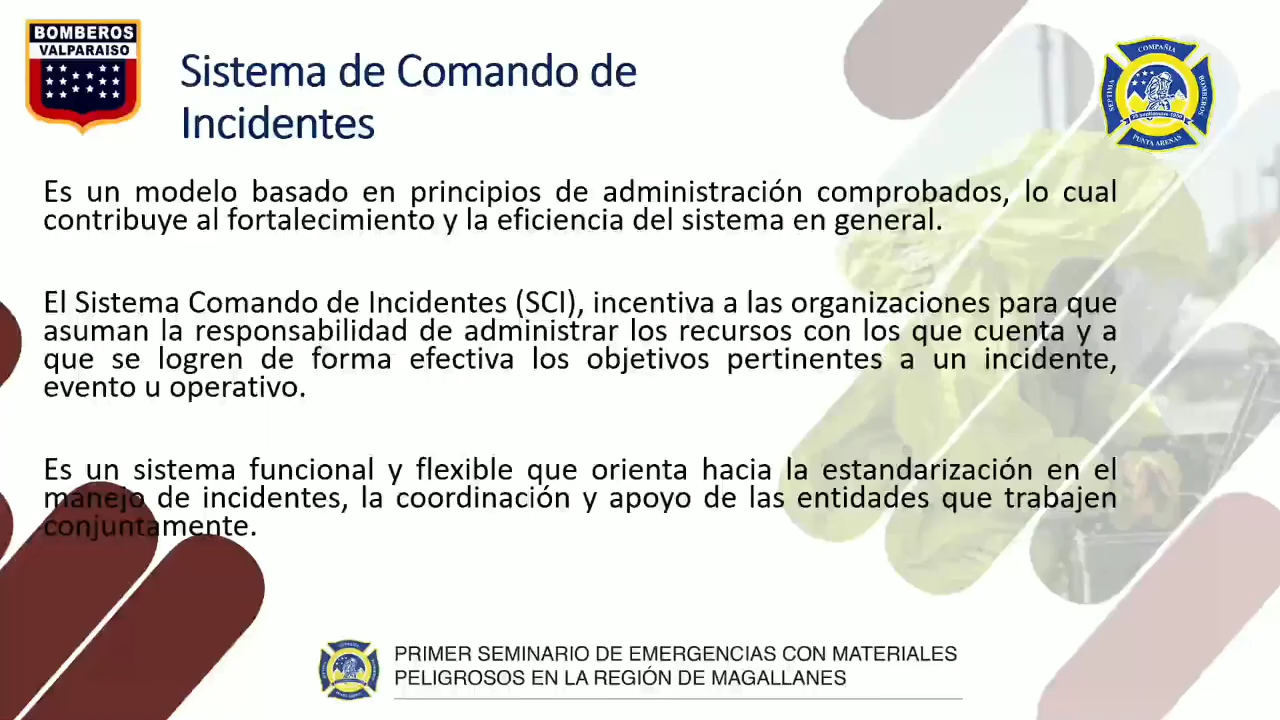 BOMBEROS
VALPARAISO
Sistema de Comando de
Incidentes
COMPAÑIA
SEPTIMA
BOMBEROS
PUNTA ARENAS
Es un modelo basado en principios de administración comprobados, lo cual
contribuye al fortalecimiento y la eficiencia del sistema en general.
El Sistema Comando de Incidentes (SCI), incentiva a las organizaciones para que
asuman la responsabilidad de administrar los recursos con los que cuenta y a
que se logren de forma efectiva los objetivos pertinentes a un incidente,
evento u operativo.
Es un sistema funcional y flexible que orienta hacia la estandarización en el
manejo de incidentes, la coordinación y apoyo de las entidades que trabajen
conjuntamente.
PRIMER SEMINARIO DE EMERGENCIAS CON MATERIALES
PELIGROSOS EN LA REGIÓN DE MAGALLANES